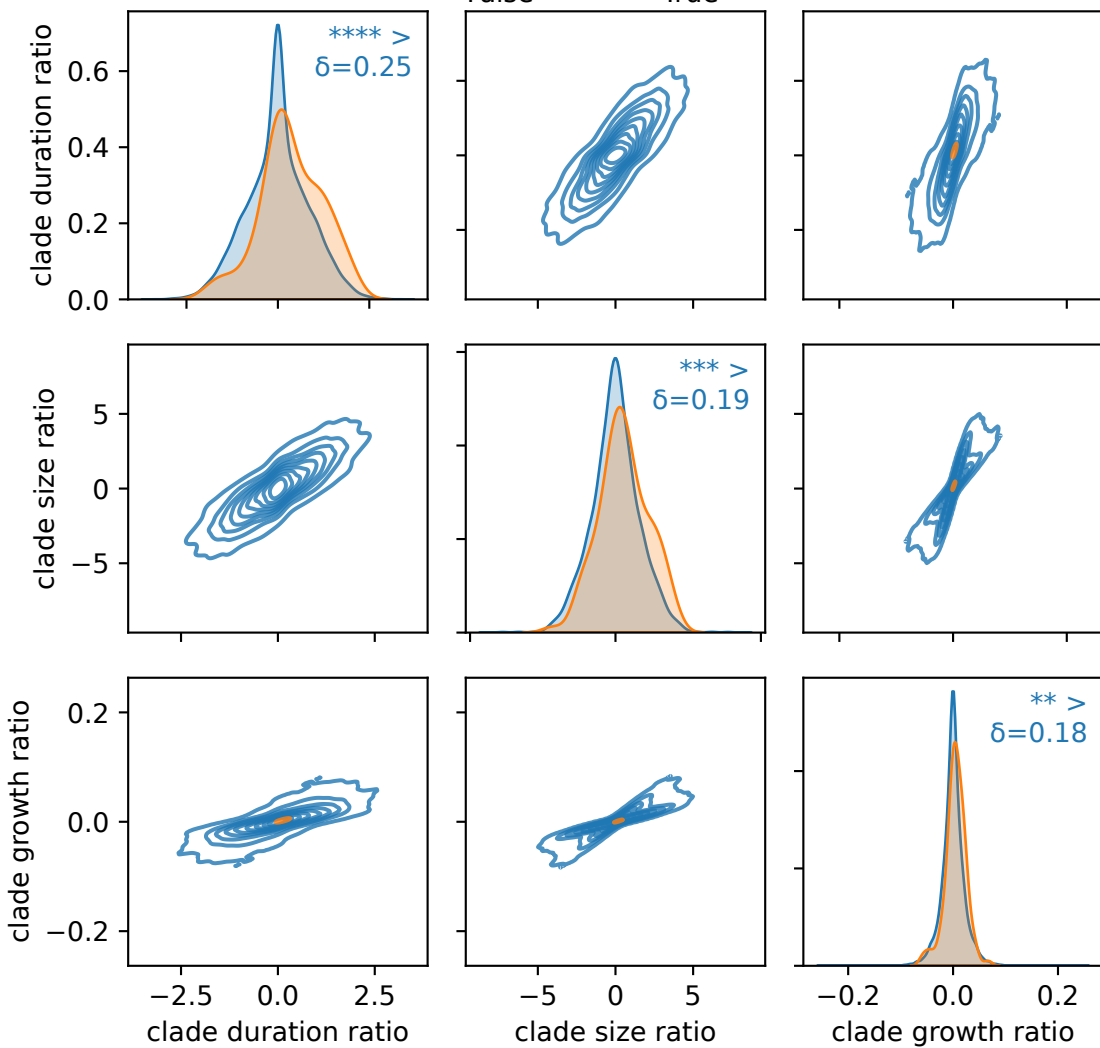 clade duration ratio
0.6
0.4
0.2
0.0
**** >
δ=0.25
clade size ratio
5
0
−5
*** >
δ=0.19
clade growth ratio
0.2
0.0
−0.2
** >
δ=0.18
−2.5
0.0
2.5
−5
0
5
−0.2
0.0
0.2
clade duration ratio
clade size ratio
clade growth ratio